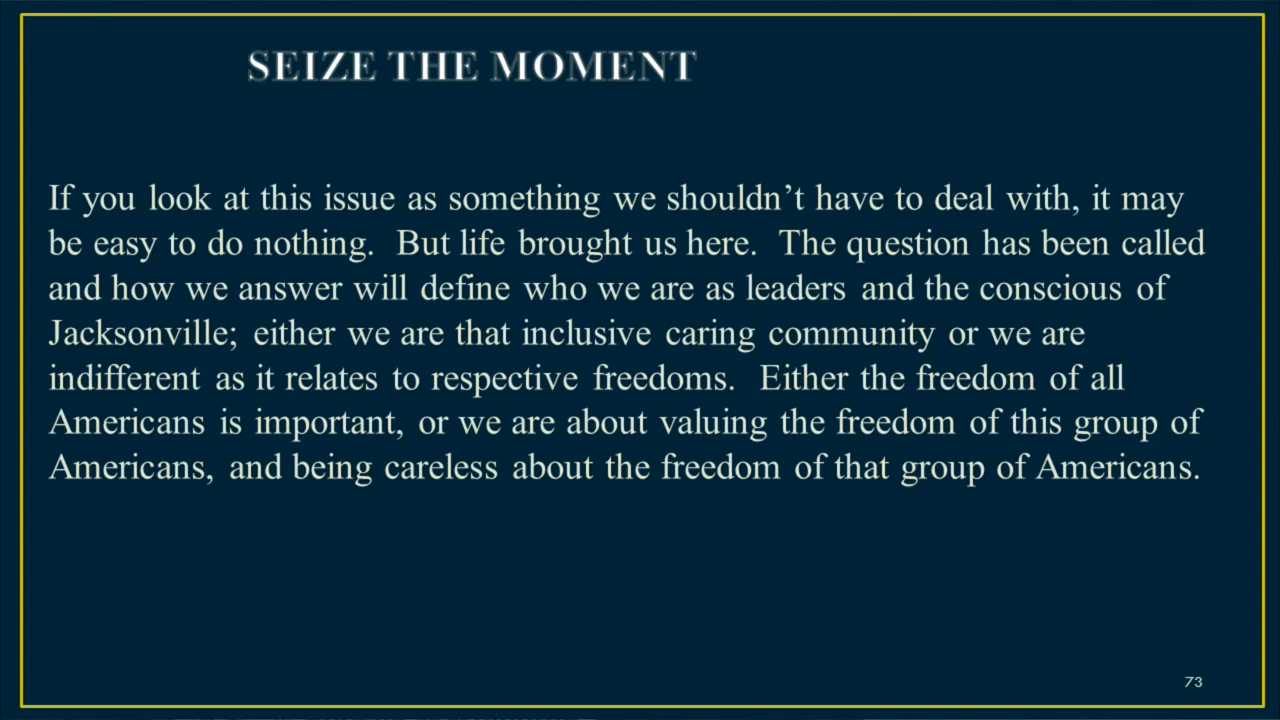 SEIZE THE MOMENT
If you look at this issue as something we shouldn’t have to deal with, it may
be easy to do nothing.  But life brought us here.  The question has been called
and how we answer will define who we are as leaders and the conscious of
Jacksonville; either we are that inclusive caring community or we are
indifferent as it relates to respective freedoms.  Either the freedom of all
Americans is important, or we are about valuing the freedom of this group of
Americans, and being careless about the freedom of that group of Americans.
73